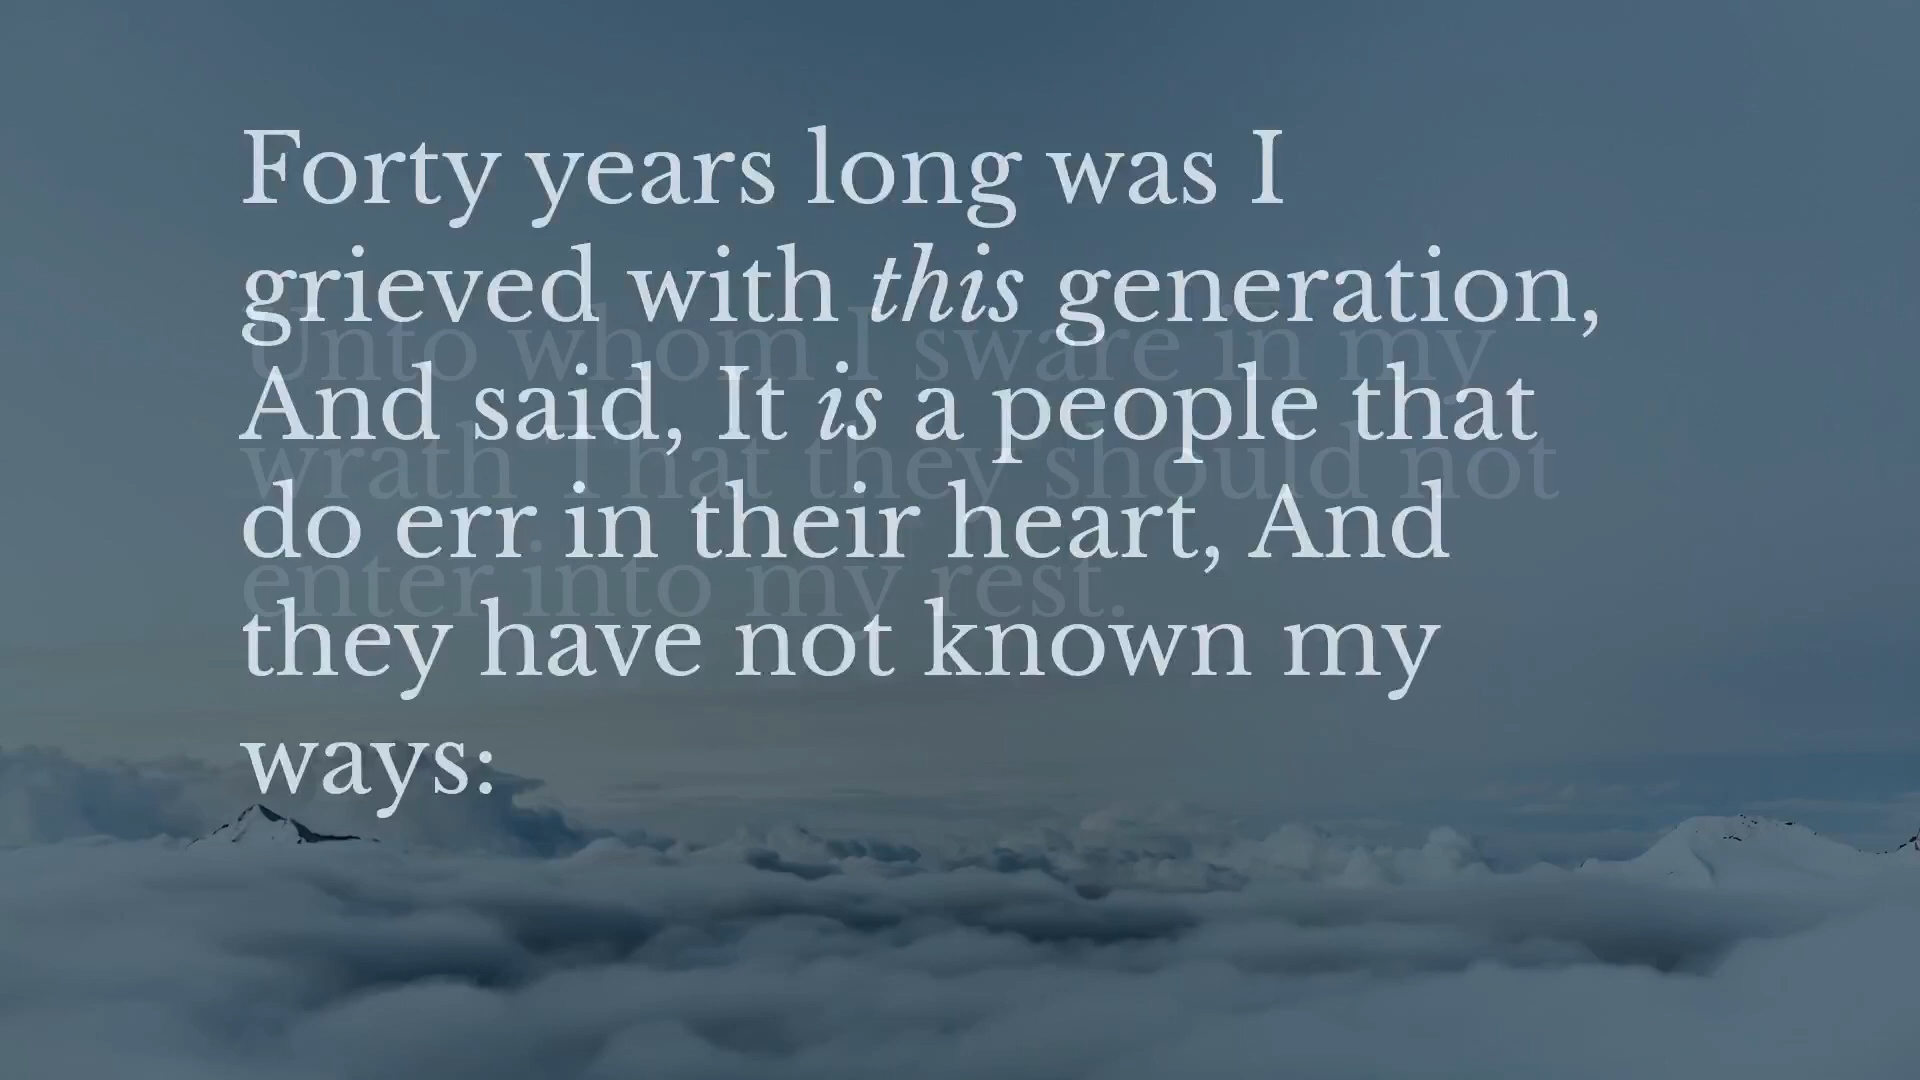 Forty years long was I
grieved with this generation,
And said, It is a people that
do err in their heart, And
they have not known my
ways:
Unto whom I sware in my
wrath That they should not
enter into my rest.